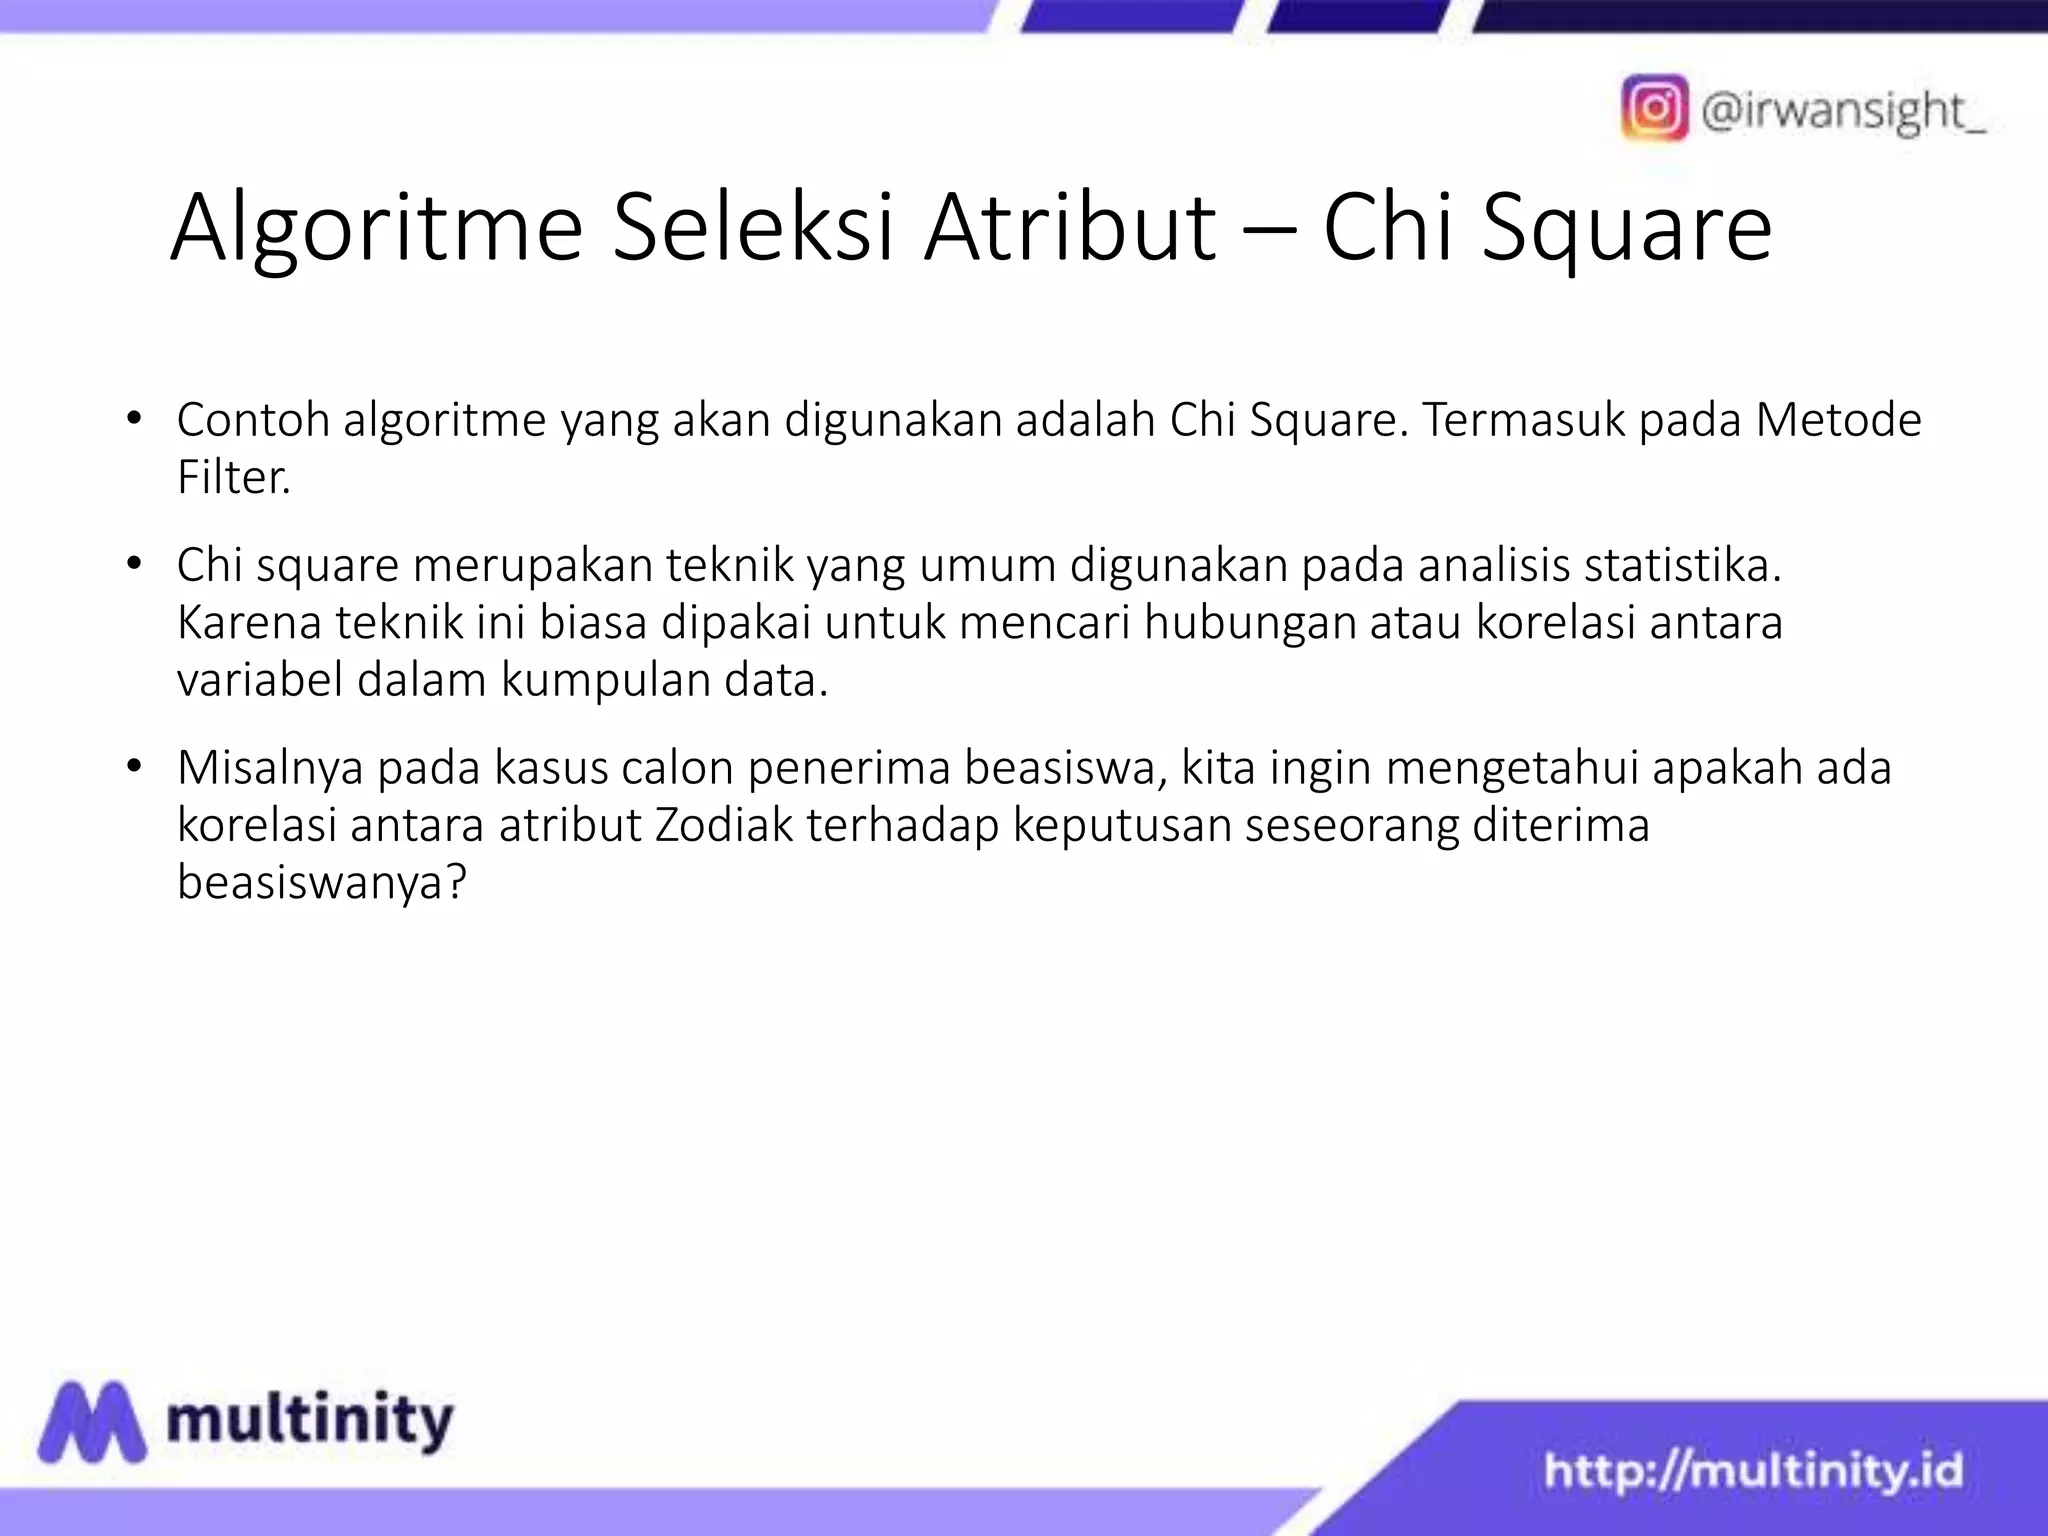 @irwansight_
Algoritme Seleksi Atribut – Chi Square
• Contoh algoritme yang akan digunakan adalah Chi Square. Termasuk pada Metode
Filter.
• Chi square merupakan teknik yang umum digunakan pada analisis statistika.
Karena teknik ini biasa dipakai untuk mencari hubungan atau korelasi antara
variabel dalam kumpulan data.
• Misalnya pada kasus calon penerima beasiswa, kita ingin mengetahui apakah ada
korelasi antara atribut Zodiak terhadap keputusan seseorang diterima
beasiswanya?
multinity
http://multinity.id